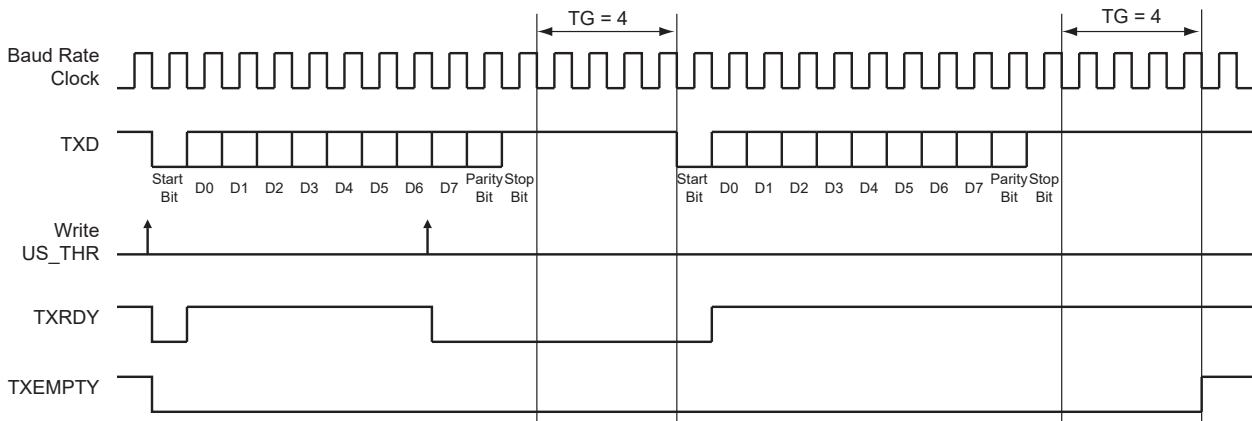 TG = 4
TG = 4
Baud Rate
Clock
TXD
Start
Bit
D0
D1
D2
D3
D4
D5
D6
D7
Parity
Bit
Stop
Bit
Start
Bit
D0
D1
D2
D3
D4
D5
D6
D7
Parity
Bit
Stop
Bit
Write
US_THR
TXRDY
TXEMPTY